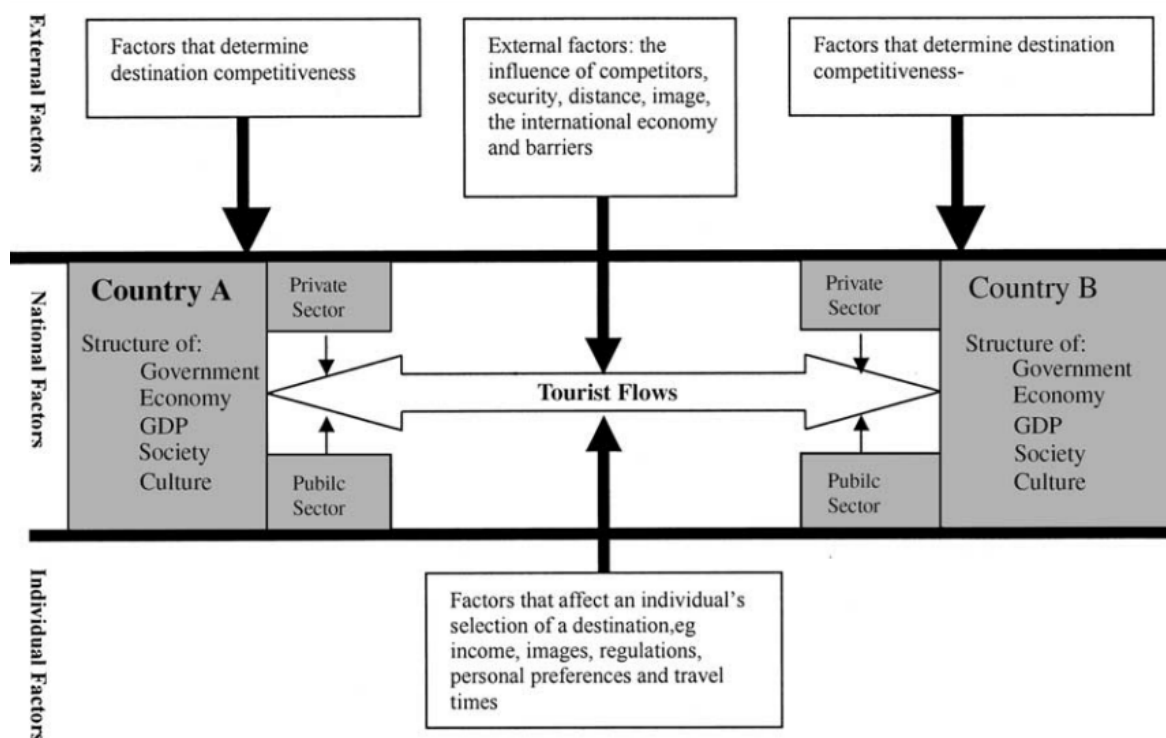 External Factors
Factors that determine
destination competitiveness
External factors: the
influence of competitors,
security, distance, image,
the international economy
and barriers
Factors that determine destination
competitiveness-
National Factors
Country A
Structure of:
Government
Economy
GDP
Society
Culture
Private
Sector
Pubilc
Sector
Tourist Flows
Private
Sector
Pubilc
Sector
Country B
Structure of:
Government
Economy
GDP
Society
Culture
Individual Factors
Factors that affect an individual's
selection of a destination,eg
income, images, regulations,
personal preferences and travel
times